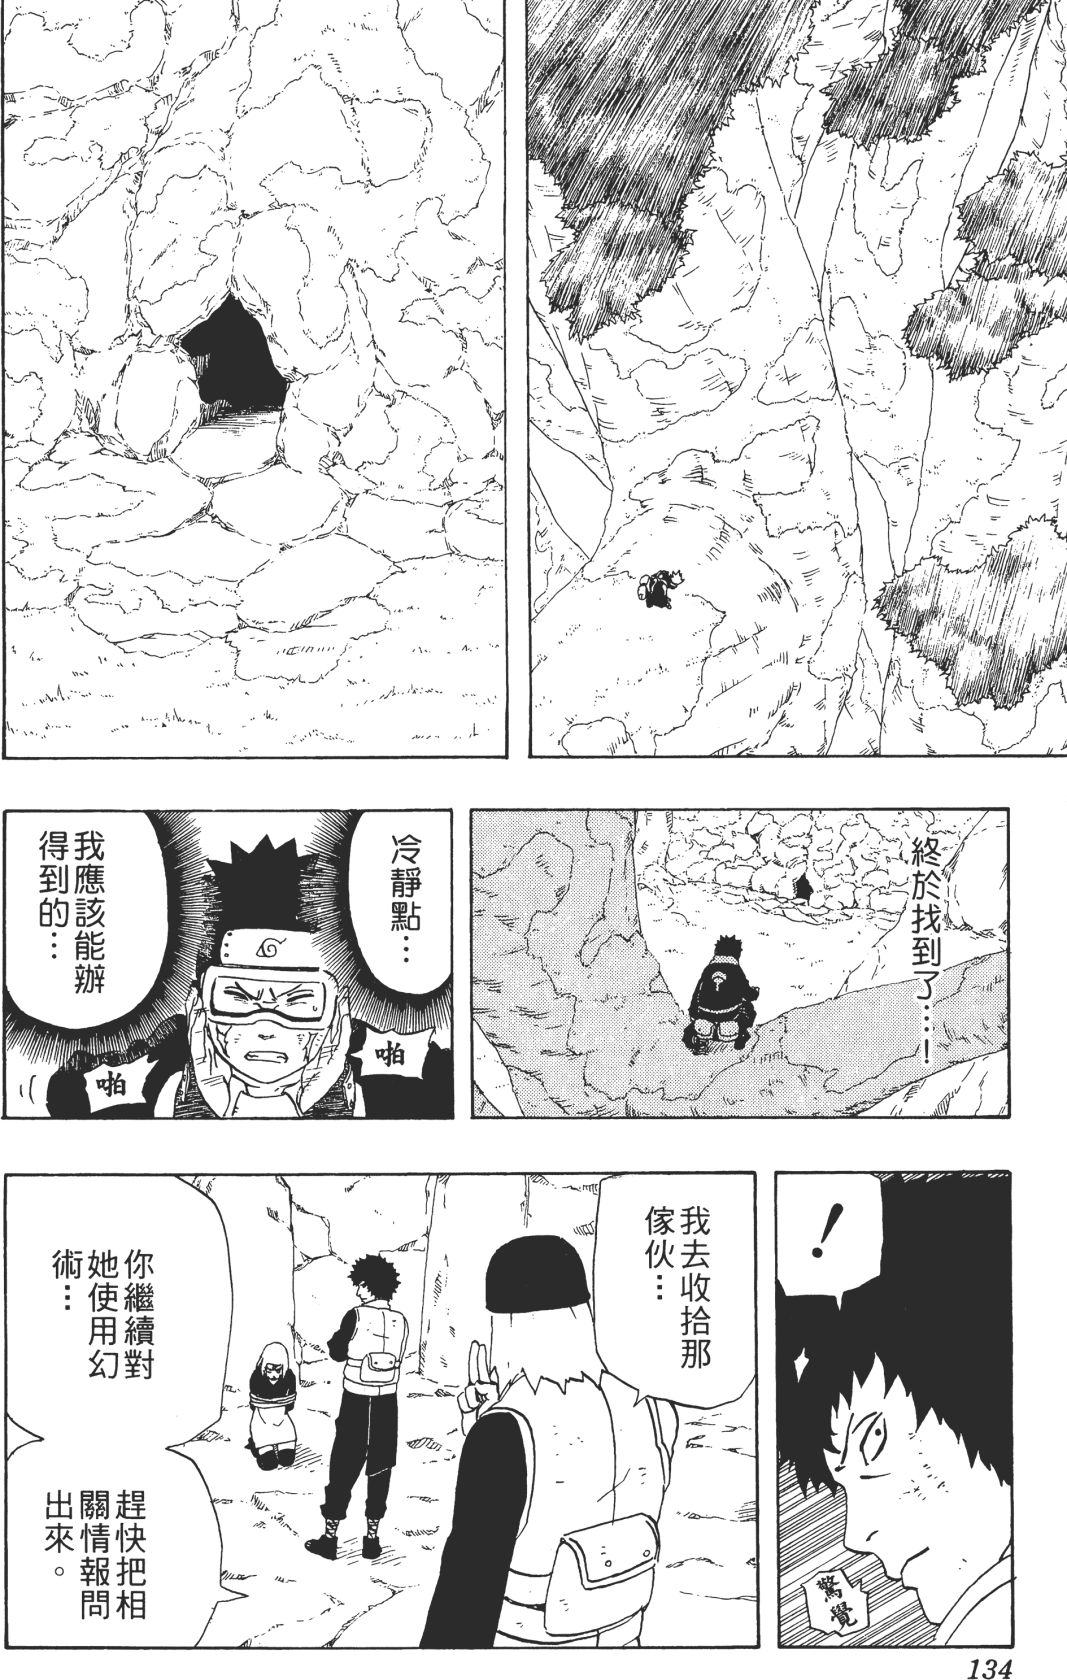 終於找到了…！
冷靜點…
我應該能辦
得到的…
啪
啪
！
驚覺
我去收拾那
傢伙…
你繼續對
她使用幻
術…
趕快把相
關情報問
出來。
134